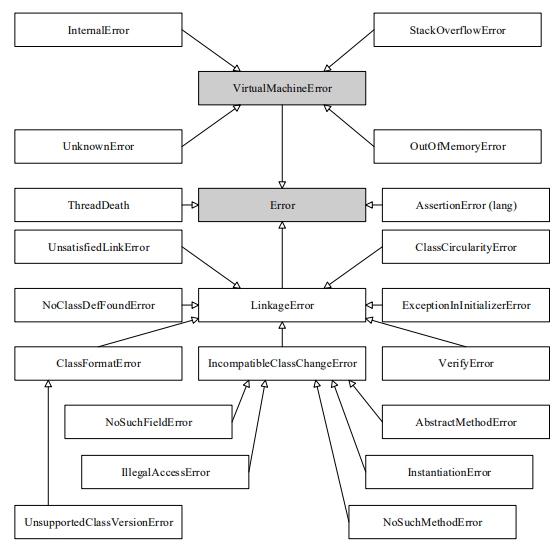 InternalError
StackOverflowError
VirtualMachineError
UnknownError
OutOfMemoryError
ThreadDeath
Error
AssertionError (lang)
UnsatisfiedLinkError
ClassCircularityError
NoClassDefFoundError
LinkageError
ExceptionInInitializerError
ClassFormatError
IncompatibleClassChangeError
VerifyError
NoSuchFieldError
AbstractMethodError
IllegalAccessError
InstantiationError
UnsupportedClassVersionError
NoSuchMethodError